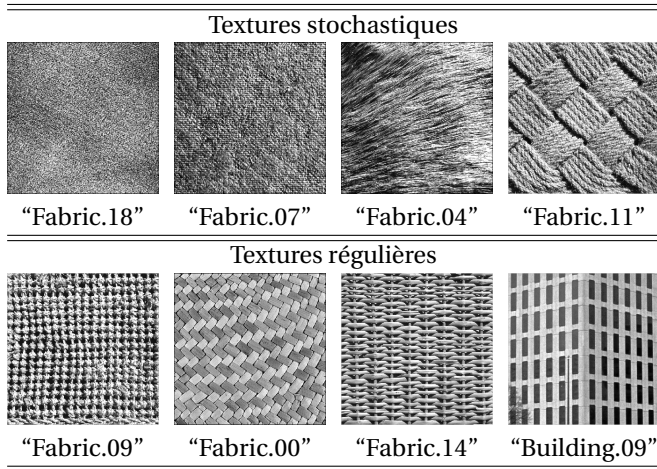 Textures stochastiques
“Fabric.18” “Fabric.07” “Fabric.04” “Fabric.11”
Textures régulières
“Fabric.09” “Fabric.00” “Fabric.14” “Building.09”